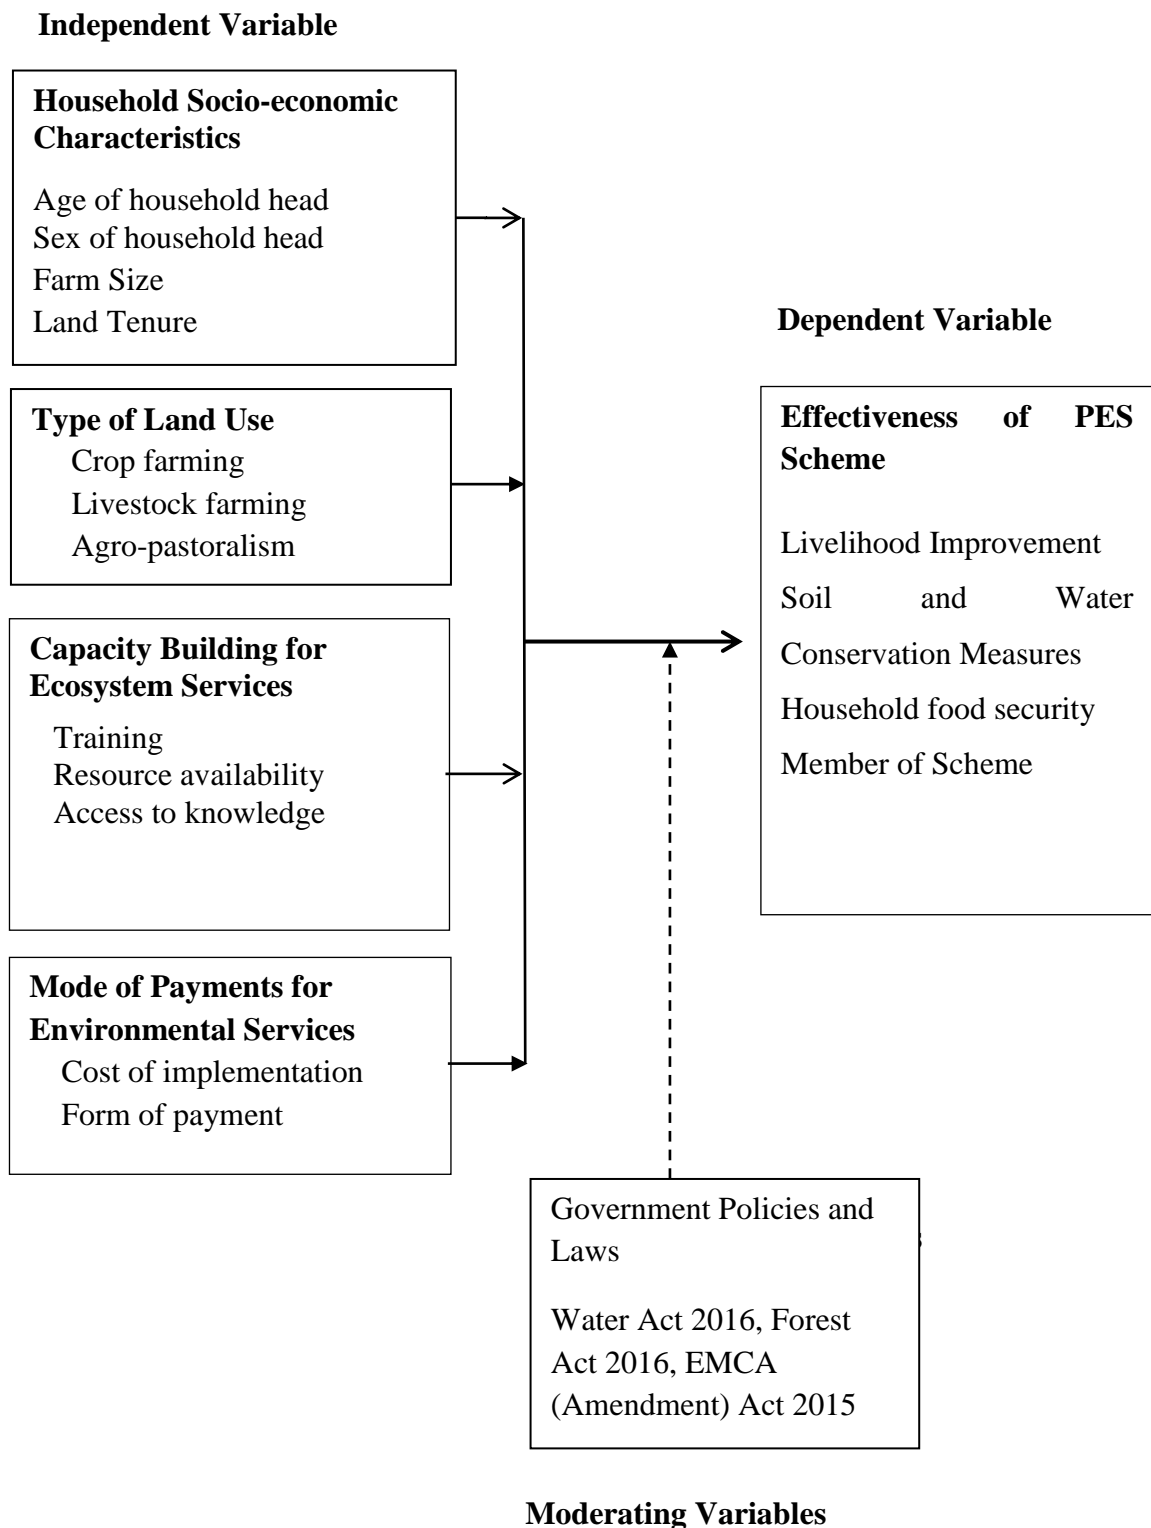 Independent Variable
Household Socio-economic
Characteristics
Age of household head
Sex of household head
Farm Size
Land Tenure
Type of Land Use
Crop farming
Livestock farming
Agro-pastoralism
Capacity Building for
Ecosystem Services
Training
Resource availability
Access to knowledge
Mode of Payments for
Environmental Services
Cost of implementation
Form of payment
Dependent Variable
Effectiveness of PES
Scheme
Livelihood Improvement
Soil and Water
Conservation Measures
Household food security
Member of Scheme
Government Policies and
Laws
Water Act 2016, Forest
Act 2016, EMCA
(Amendment) Act 2015
Moderating Variables